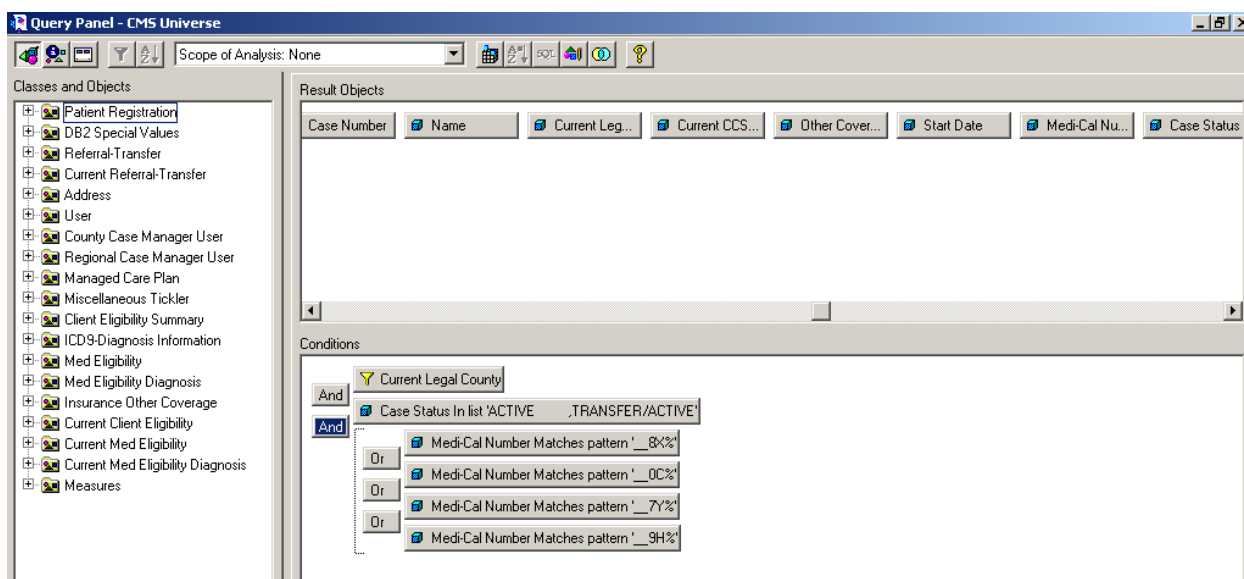 Query Panel - CMS Universe
Scope of Analysis: None
SQL
Classes and Objects
Patient Registration
DB2 Special Values
Referral-Transfer
Current Referral-Transfer
Address
User
County Case Manager User
Regional Case Manager User
Managed Care Plan
Miscellaneous Tickler
Client Eligibility Summary
ICD9-Diagnosis Information
Med Eligibility
Med Eligibility Diagnosis
Insurance Other Coverage
Current Client Eligibility
Current Med Eligibility
Current Med Eligibility Diagnosis
Measures
Result Objects
Case Number Name Current Leg... Current CCS... Other Cover... Start Date Medi-Cal Nu... Case Status
Conditions
Current Legal County
And
Case Status In list 'ACTIVE ,TRANSFER/ACTIVE'
And
Medi-Cal Number Matches pattern '__8X%'
Or
Medi-Cal Number Matches pattern '__0C%'
Or
Medi-Cal Number Matches pattern '__7Y%'
Or
Medi-Cal Number Matches pattern '__9H%'